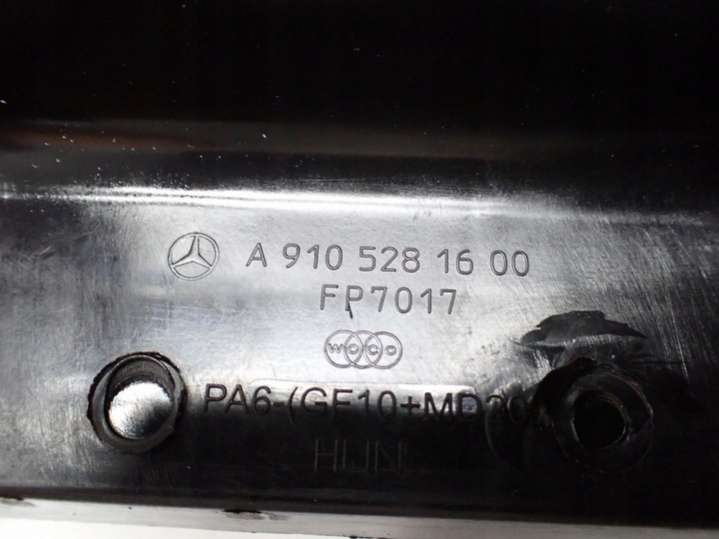 A 910 528 16 00
FP7017
WOCO
PA6-(GF10+MD20)
HUN